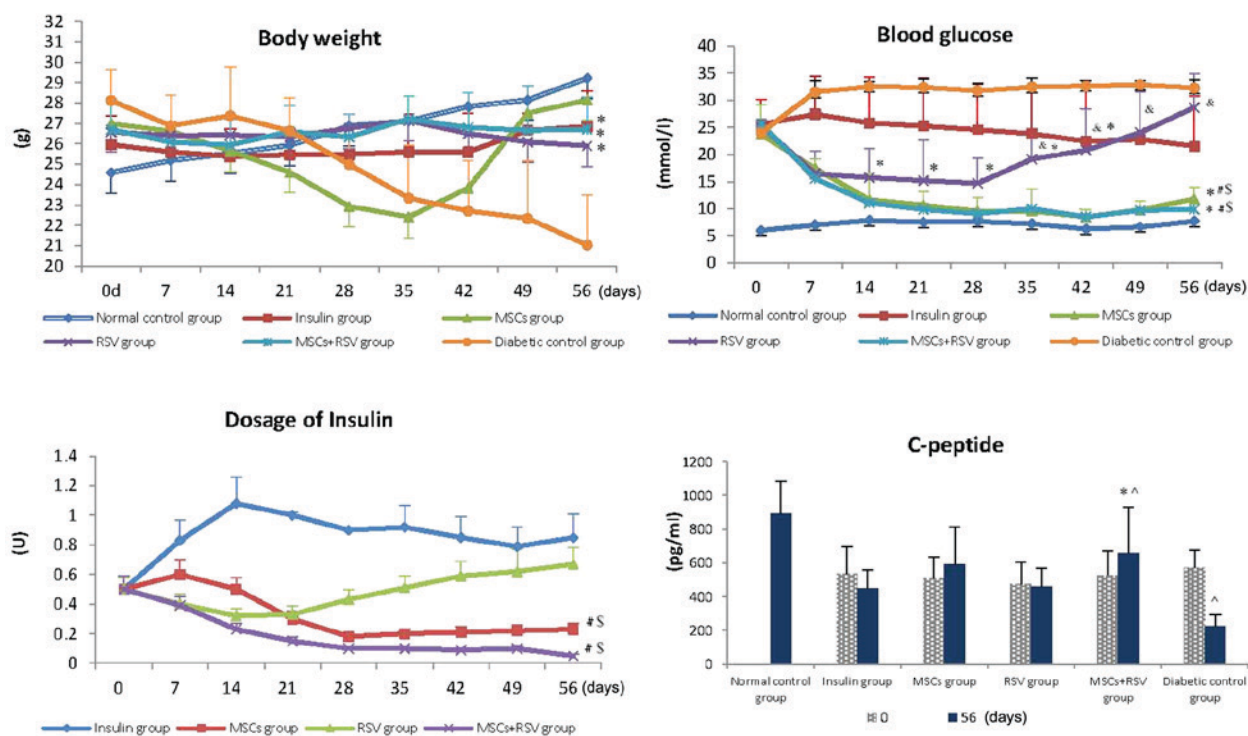 Body weight
(g)
32
31
30
29
28
27
26
25
24
23
22
21
20
0d 7 14 21 28 35 42 49 56 (days)
*
*
*
Normal control group Insulin group MSCs group
RSV group MSCs+RSV group Diabetic control group
Blood glucose
(mmol/l)
40
35
30
25
20
15
10
5
0
0 7 14 21 28 35 42 49 56 (days)
* * * & * & * & &
* # $
* # $
Normal control group Insulin group MSCs group
RSV group MSCs+RSV group Diabetic control group
Dosage of Insulin
(U)
1.4
1.2
1
0.8
0.6
0.4
0.2
0
0 7 14 21 28 35 42 49 56 (days)
# $
# $
Insulin group MSCs group RSV group MSCs+RSV group
C-peptide
(pg/ml)
1200
1000
800
600
400
200
0
* ^
^
Normal control group
Insulin group
MSCs group
RSV group
MSCs+RSV group
Diabetic control group
0 56 (days)